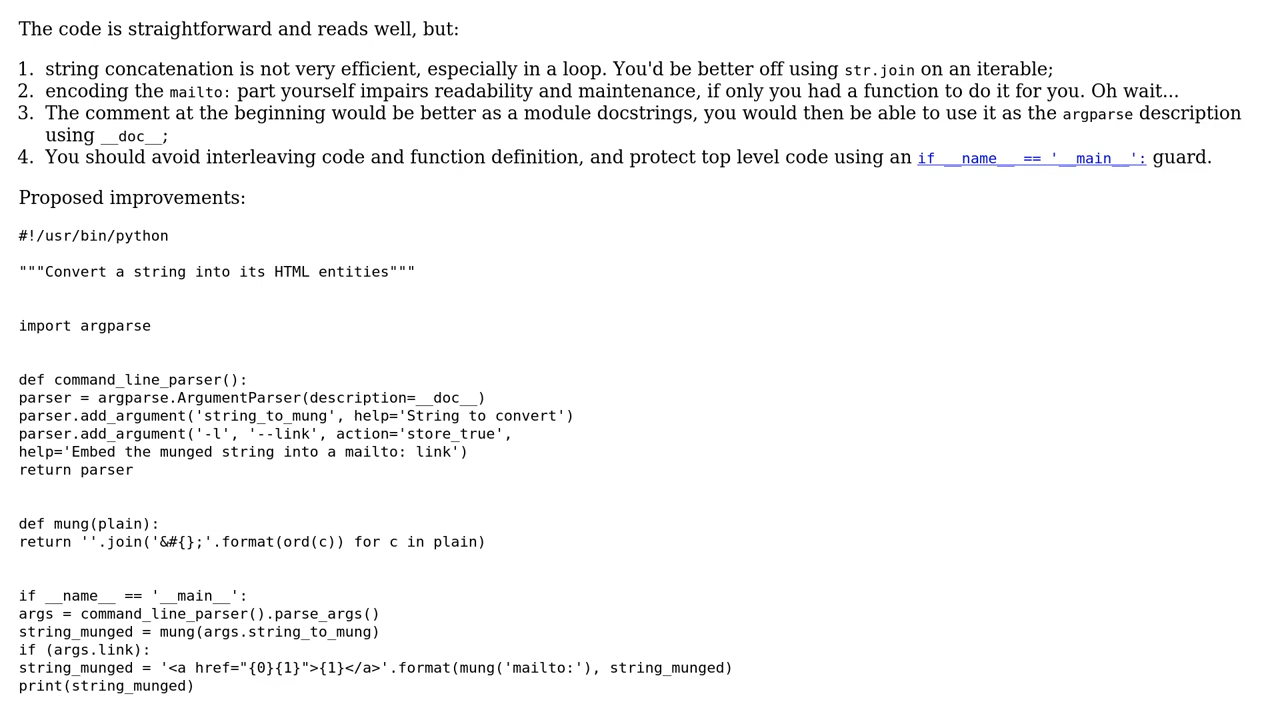 The code is straightforward and reads well, but:
1. string concatenation is not very efficient, especially in a loop. You'd be better off using str.join on an iterable;
2. encoding the mailto: part yourself impairs readability and maintenance, if only you had a function to do it for you. Oh wait...
3. The comment at the beginning would be better as a module docstrings, you would then be able to use it as the argparse description
using __doc__;
4. You should avoid interleaving code and function definition, and protect top level code using an if __name__ == '__main__': guard.
Proposed improvements:
#!/usr/bin/python
"""Convert a string into its HTML entities"""
import argparse
def command_line_parser():
parser = argparse.ArgumentParser(description=__doc__)
parser.add_argument('string_to_mung', help='String to convert')
parser.add_argument('-l', '--link', action='store_true',
help='Embed the munged string into a mailto: link')
return parser
def mung(plain):
return ''.join('&#{};'.format(ord(c)) for c in plain)
if __name__ == '__main__':
args = command_line_parser().parse_args()
string_munged = mung(args.string_to_mung)
if (args.link):
string_munged = '<a href="{0}{1}">{1}</a>'.format(mung('mailto:'), string_munged)
print(string_munged)